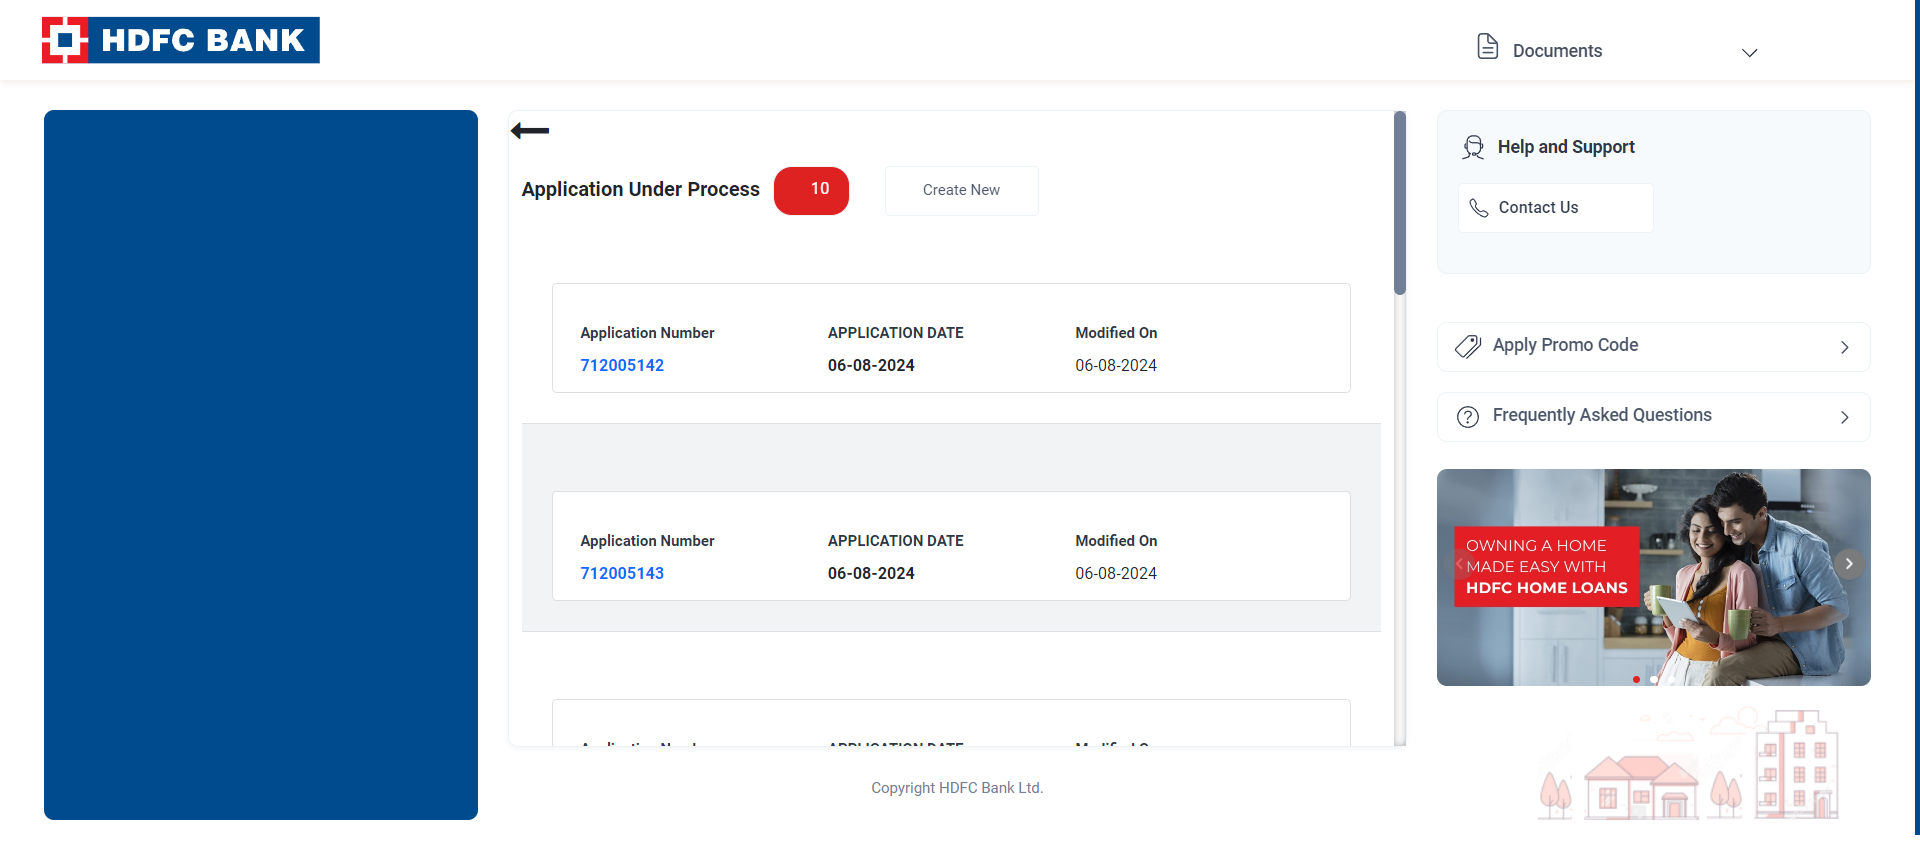 HDFC BANK
Documents
Application Under Process 10 Create New
Application Number APPLICATION DATE Modified On
712005142 06-08-2024 06-08-2024
Application Number APPLICATION DATE Modified On
712005143 06-08-2024 06-08-2024
APPLICATION DATE
Copyright HDFC Bank Ltd.
Help and Support
Contact Us
Apply Promo Code
Frequently Asked Questions
OWNING A HOME
MADE EASY WITH
HDFC HOME LOANS